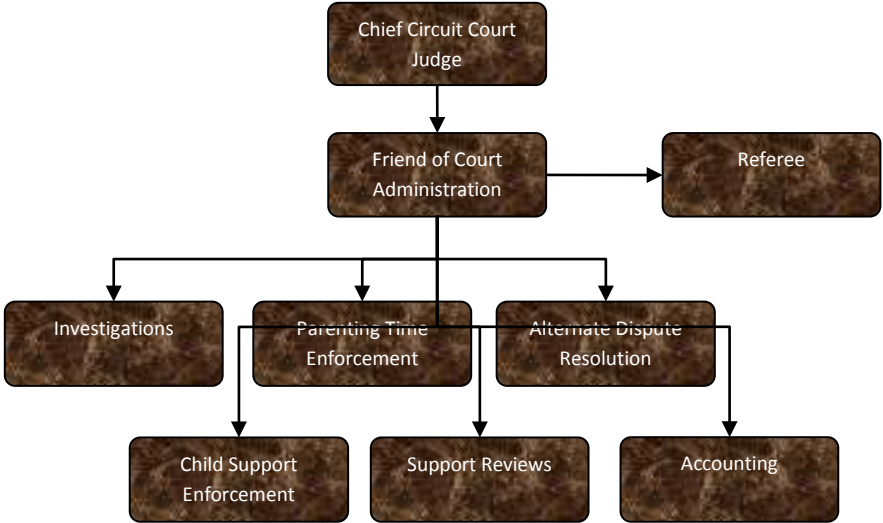 Chief Circuit Court
Judge
Friend of Court
Administration
Referee
Investigations
Parenting Time
Enforcement
Alternate Dispute
Resolution
Child Support
Enforcement
Support Reviews
Accounting